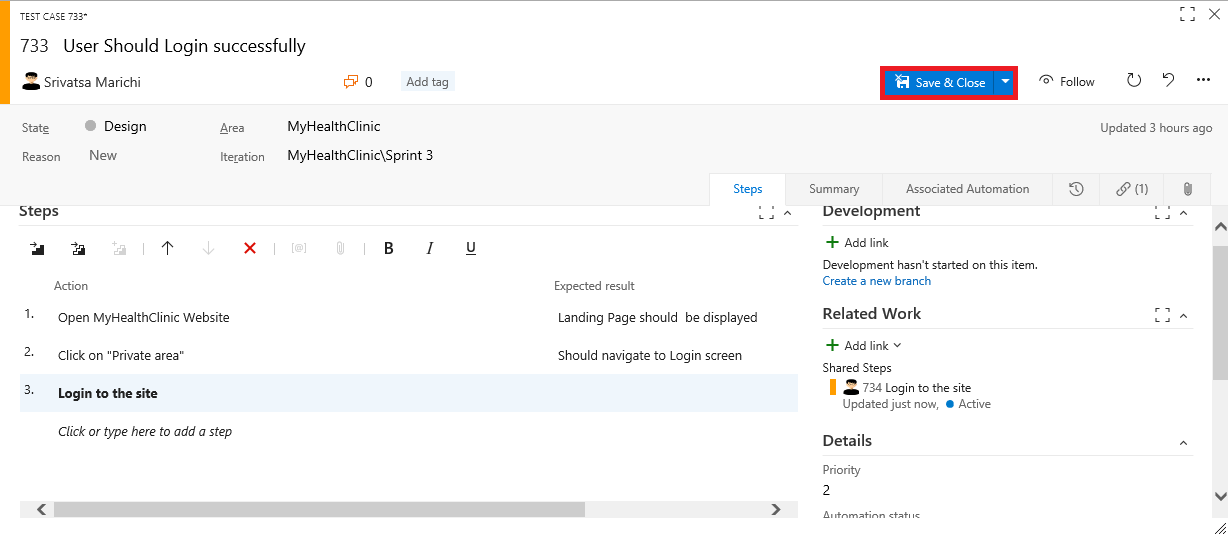 TEST CASE 733*
733 User Should Login successfully
Srivatsa Marichi 0 Add tag Save & Close Follow
State Design Area MyHealthClinic Updated 3 hours ago
Reason New Iteration MyHealthClinic\Sprint 3
Steps Summary Associated Automation (1)
Steps
B I U
Action Expected result
1. Open MyHealthClinic Website Landing Page should be displayed
2. Click on "Private area" Should navigate to Login screen
3. Login to the site
Click or type here to add a step
Development
Add link
Development hasn't started on this item.
Create a new branch
Related Work
Add link
Shared Steps
734 Login to the site
Updated just now, Active
Details
Priority
2
Automation status